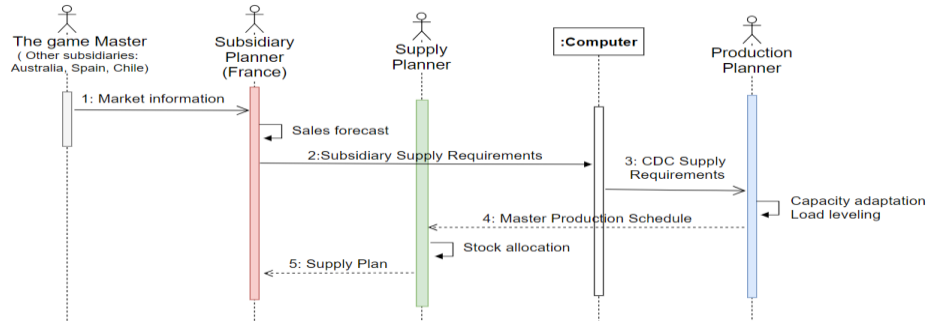 The game Master
( Other subsidiaries:
Australia, Spain, Chile)
Subsidiary
Planner
(France)
Supply
Planner
:Computer
Production
Planner
1: Market information
Sales forecast
2:Subsidiary Supply Requirements
3: CDC Supply
Requirements
Capacity adaptation
Load leveling
4: Master Production Schedule
Stock allocation
5: Supply Plan